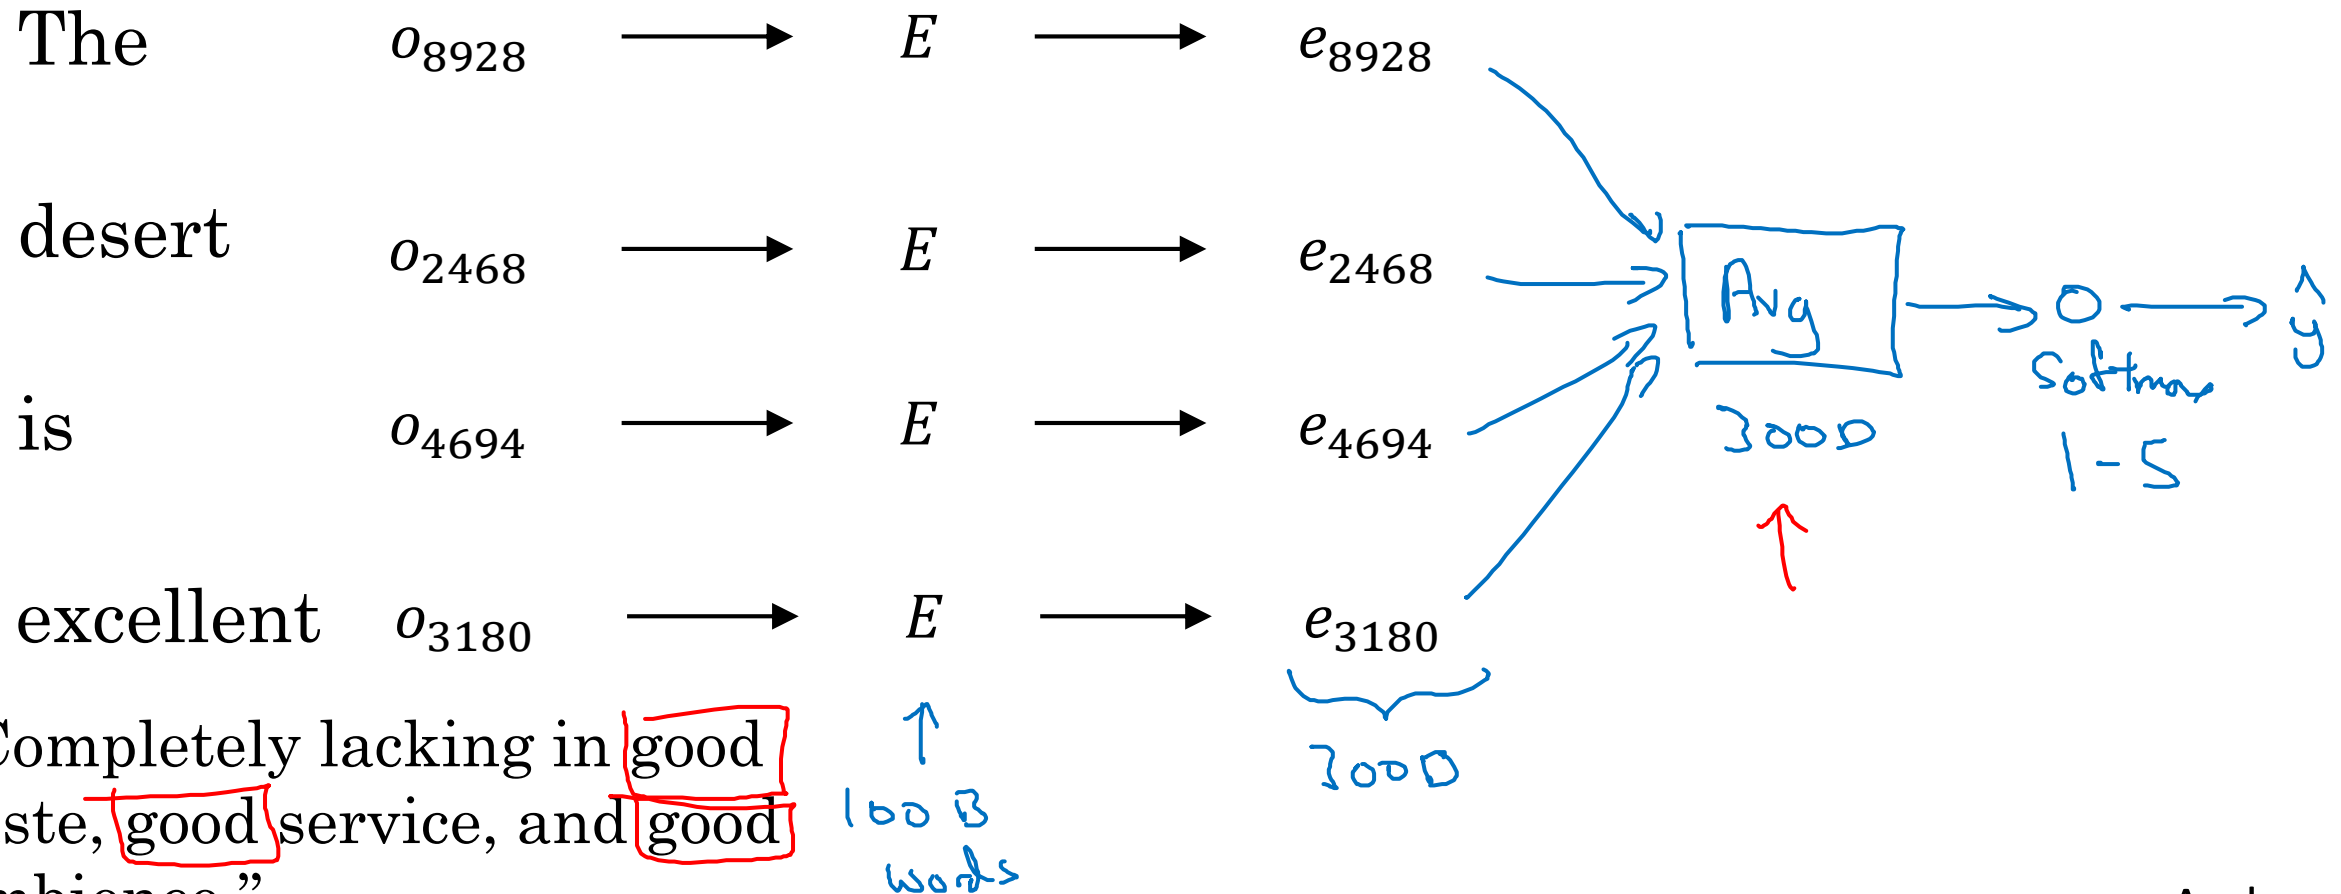 The o8928 E e8928
desert o2468 E e2468
Avg
ŷ
Softmax
is o4694 E e4694
300D
1-5
excellent o3180 E e3180
Completely lacking in good
ste, good service, and good
mbience.”
300D
100 B
words